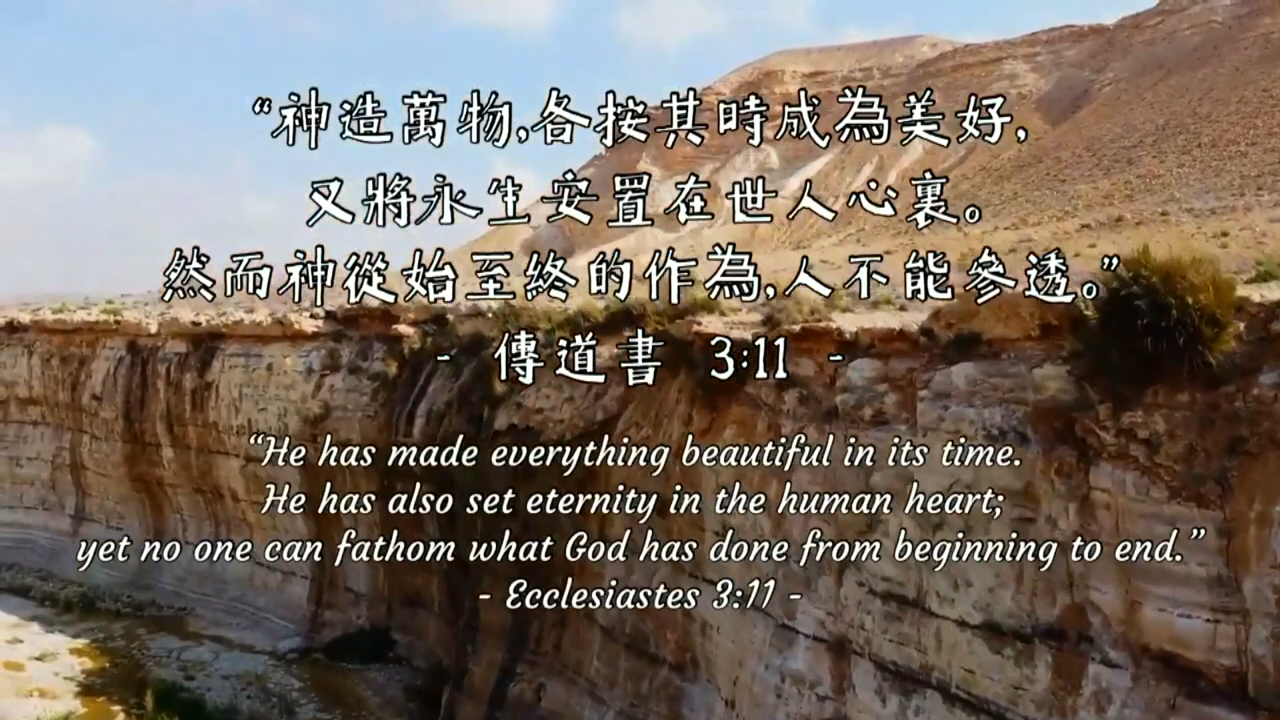 “神造萬物,各按其時成為美好,
又將永生安置在世人心裏。
然而神從始至終的作為,人不能參透。”
- 傳道書 3:11 -
“He has made everything beautiful in its time.
He has also set eternity in the human heart;
yet no one can fathom what God has done from beginning to end.”
- Ecclesiastes 3:11 -